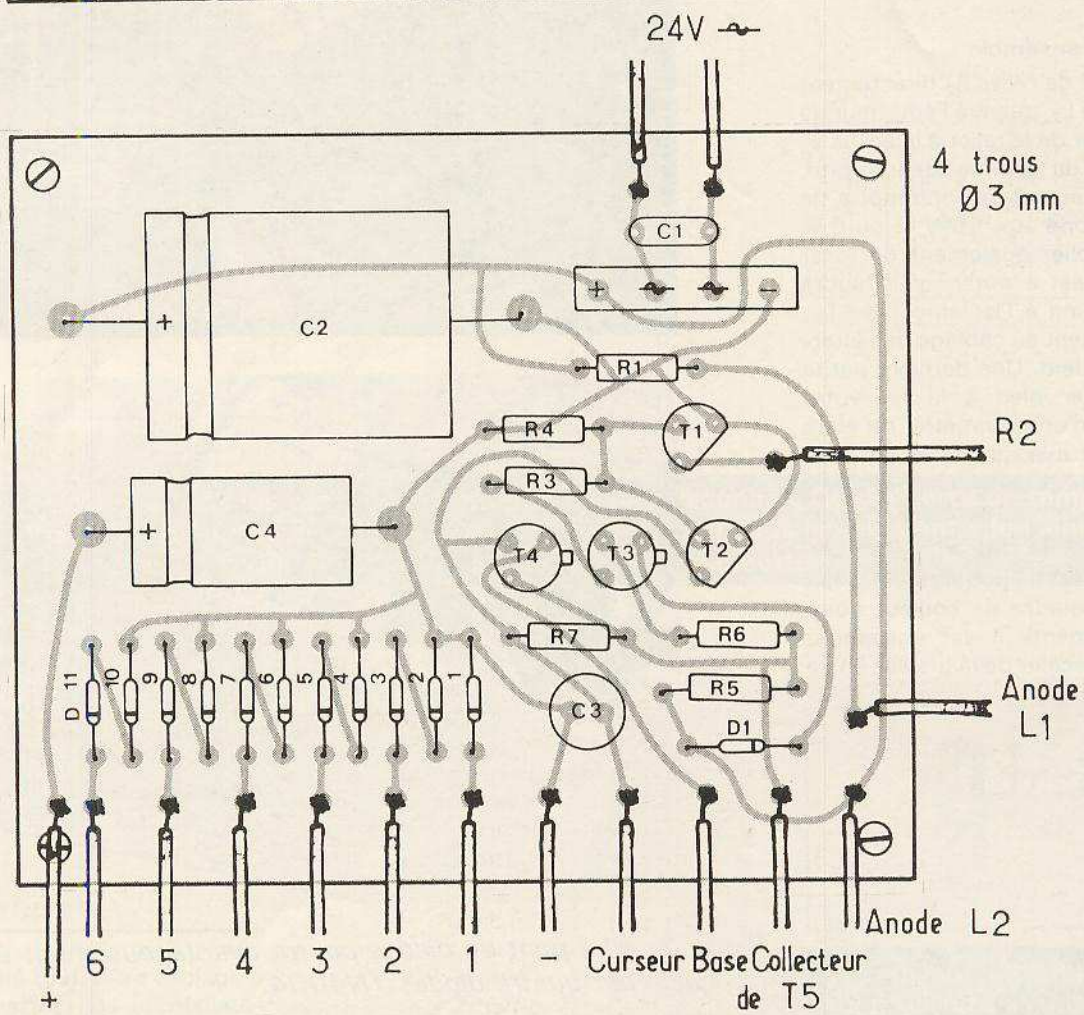 24V ~
4 trous
Ø 3 mm
C1
+ ~ ~ -
+ C2
R1
R4
T1
R2
R3
+ C4
T4
T3
T2
R7
R6
D 11 10 9 8 7 6 5 4 3 2 1
R5
C3
D1
Anode
L1
Anode L2
+ 6 5 4 3 2 1 - Curseur Base Collecteur
de T5